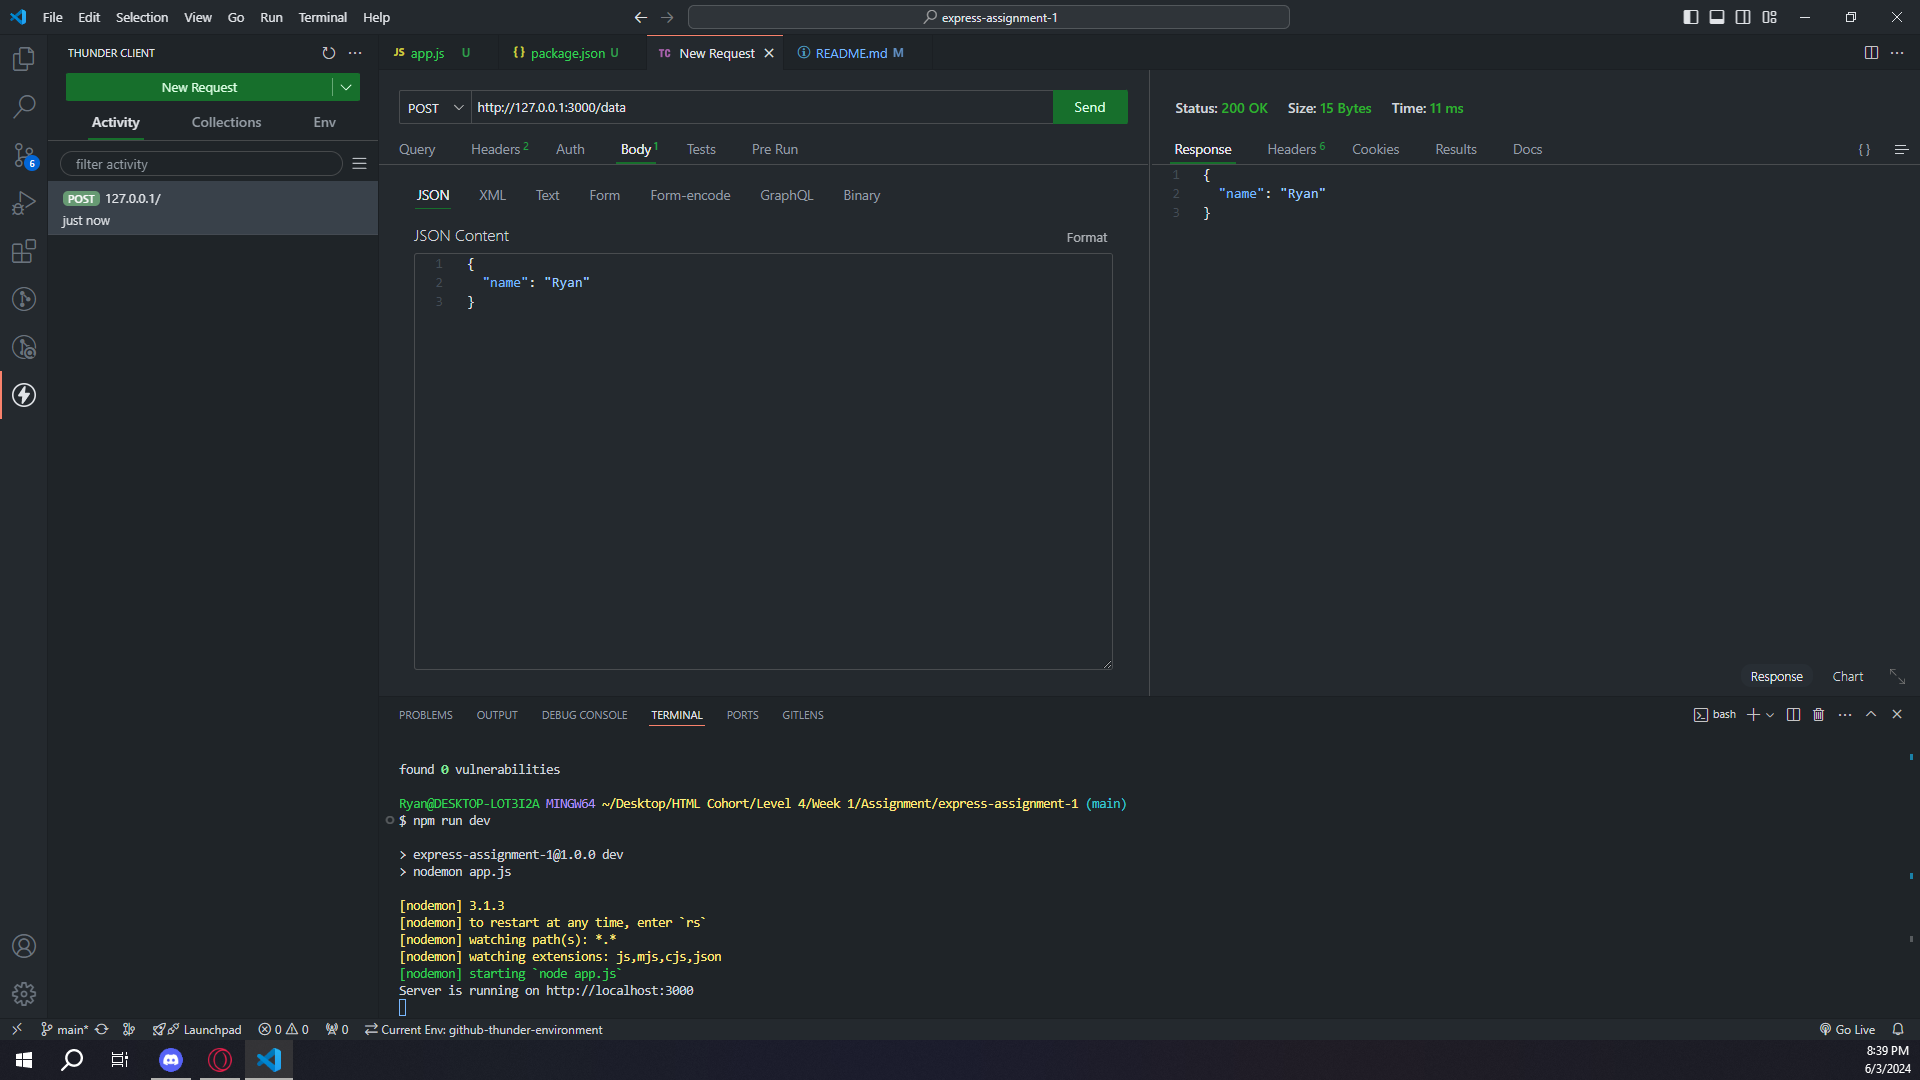 File Edit Selection View Go Run Terminal Help
express-assignment-1
THUNDER CLIENT
New Request
Activity Collections Env
filter activity
POST 127.0.0.1/
just now
6
JS app.js U
{} package.json U
TC New Request
README.md M
POST http://127.0.0.1:3000/data Send
Query Headers 2 Auth Body 1 Tests Pre Run
JSON XML Text Form Form-encode GraphQL Binary
JSON Content Format
1 {
2 "name": "Ryan"
3 }
Status: 200 OK Size: 15 Bytes Time: 11 ms
Response Headers 6 Cookies Results Docs { }
1 {
2 "name": "Ryan"
3 }
Response Chart
PROBLEMS OUTPUT DEBUG CONSOLE TERMINAL PORTS GITLENS
bash
found 0 vulnerabilities
Ryan@DESKTOP-LOT3I2A MINGW64 ~/Desktop/HTML Cohort/Level 4/Week 1/Assignment/express-assignment-1 (main)
$ npm run dev
> express-assignment-1@1.0.0 dev
> nodemon app.js
[nodemon] 3.1.3
[nodemon] to restart at any time, enter `rs`
[nodemon] watching path(s): *.*
[nodemon] watching extensions: js,mjs,cjs,json
[nodemon] starting `node app.js`
Server is running on http://localhost:3000
main* Launchpad 0 0 0 Current Env: github-thunder-environment Go Live
8:39 PM
6/3/2024